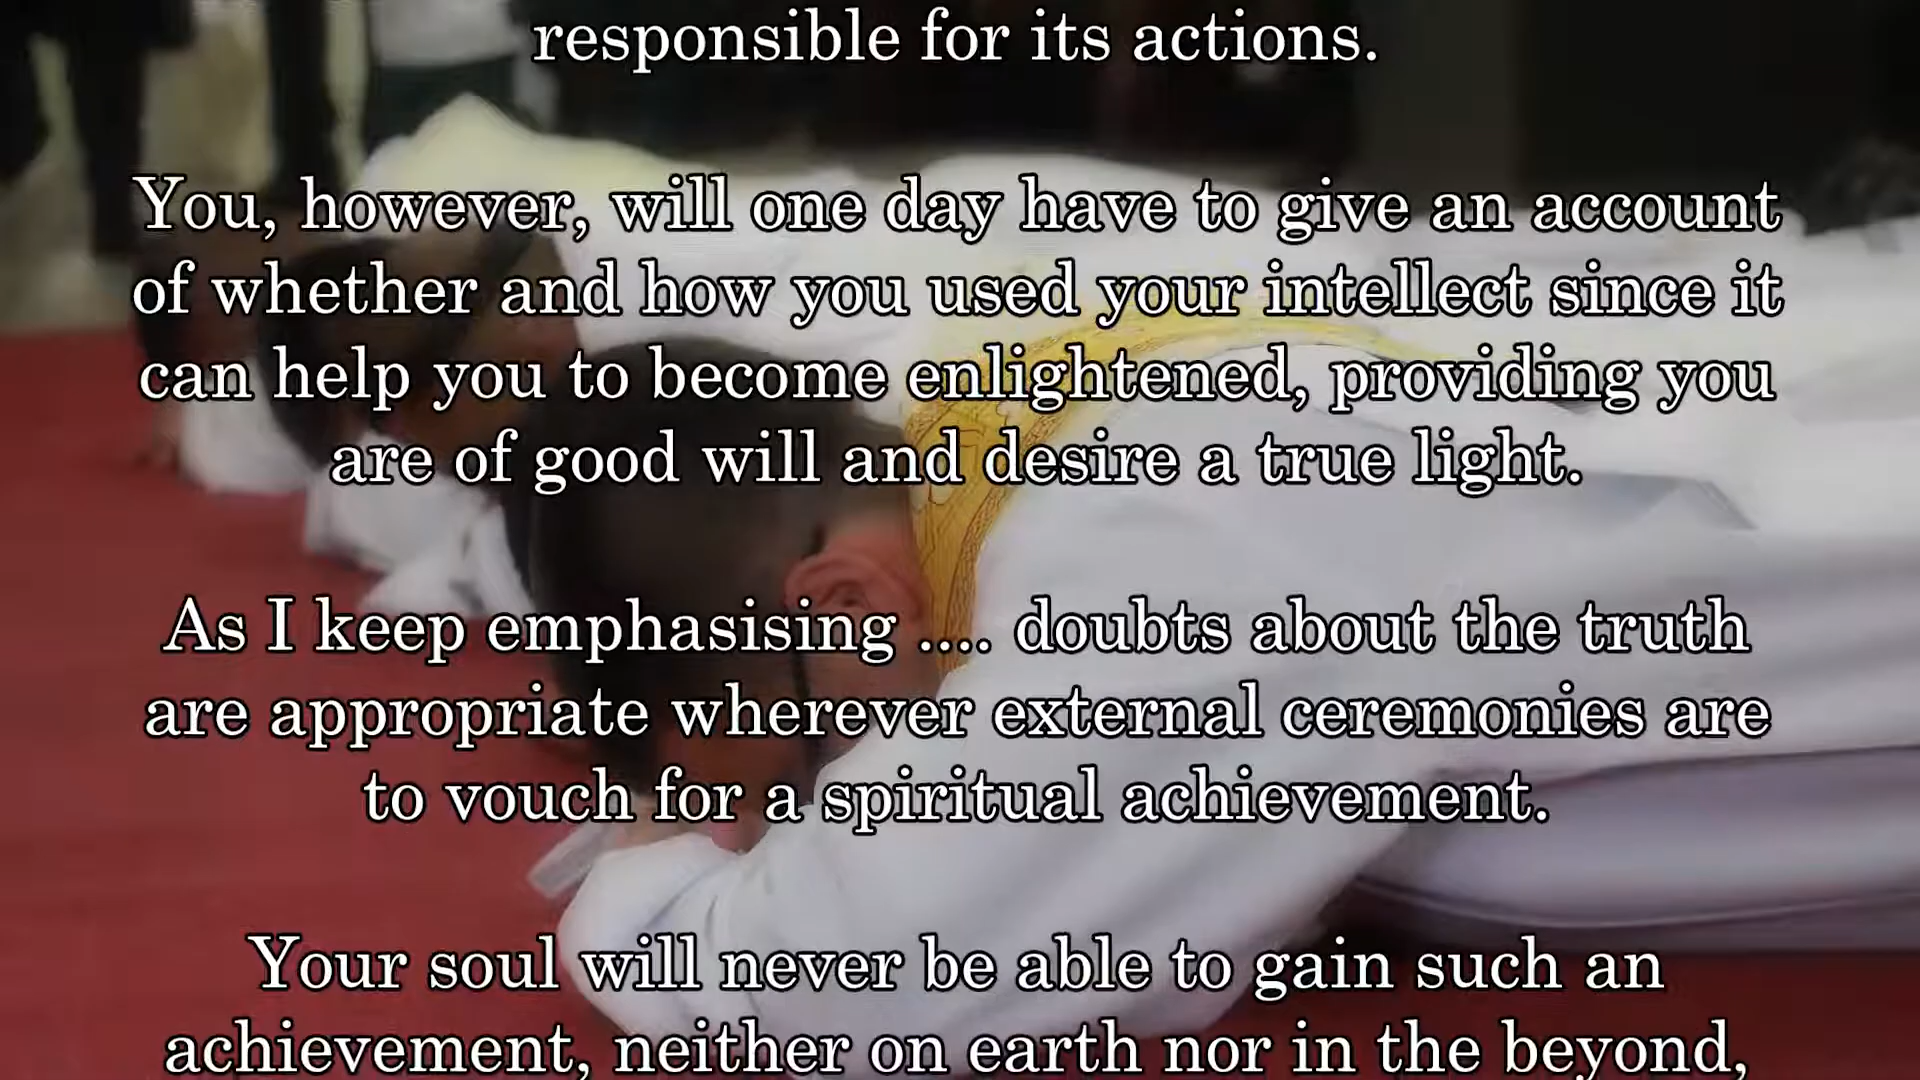 responsible for its actions.
You, however, will one day have to give an account
of whether and how you used your intellect since it
can help you to become enlightened, providing you
are of good will and desire a true light.
As I keep emphasising .... doubts about the truth
are appropriate wherever external ceremonies are
to vouch for a spiritual achievement.
Your soul will never be able to gain such an
achievement, neither on earth nor in the beyond,